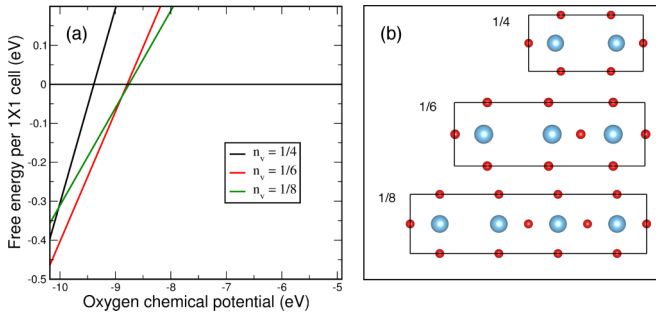 (a)
0.2
0.1
0
-0.1
-0.2
-0.3
-0.4
-0.5
Free energy per 1X1 cell (eV)
n_v = 1/4
n_v = 1/6
n_v = 1/8
-10 -9 -8 -7 -6 -5
Oxygen chemical potential (eV)
(b)
1/4
1/6
1/8